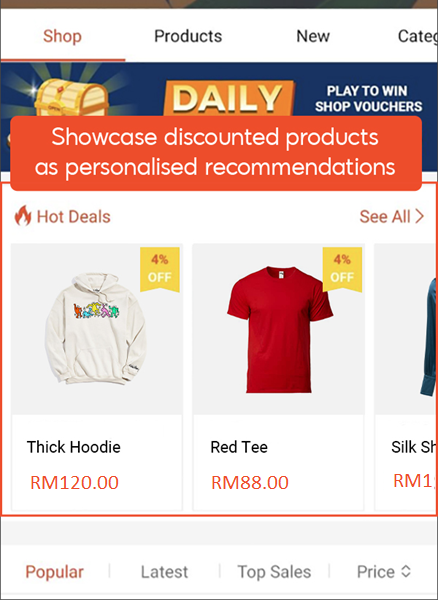 Shop
Products
New
Categ
DAILY
PLAY TO WIN
SHOP VOUCHERS
Showcase discounted products
as personalised recommendations
Hot Deals
See All
4%
OFF
4%
OFF
Thick Hoodie
Red Tee
Silk Sh
RM120.00
RM88.00
RM1
Popular
Latest
Top Sales
Price